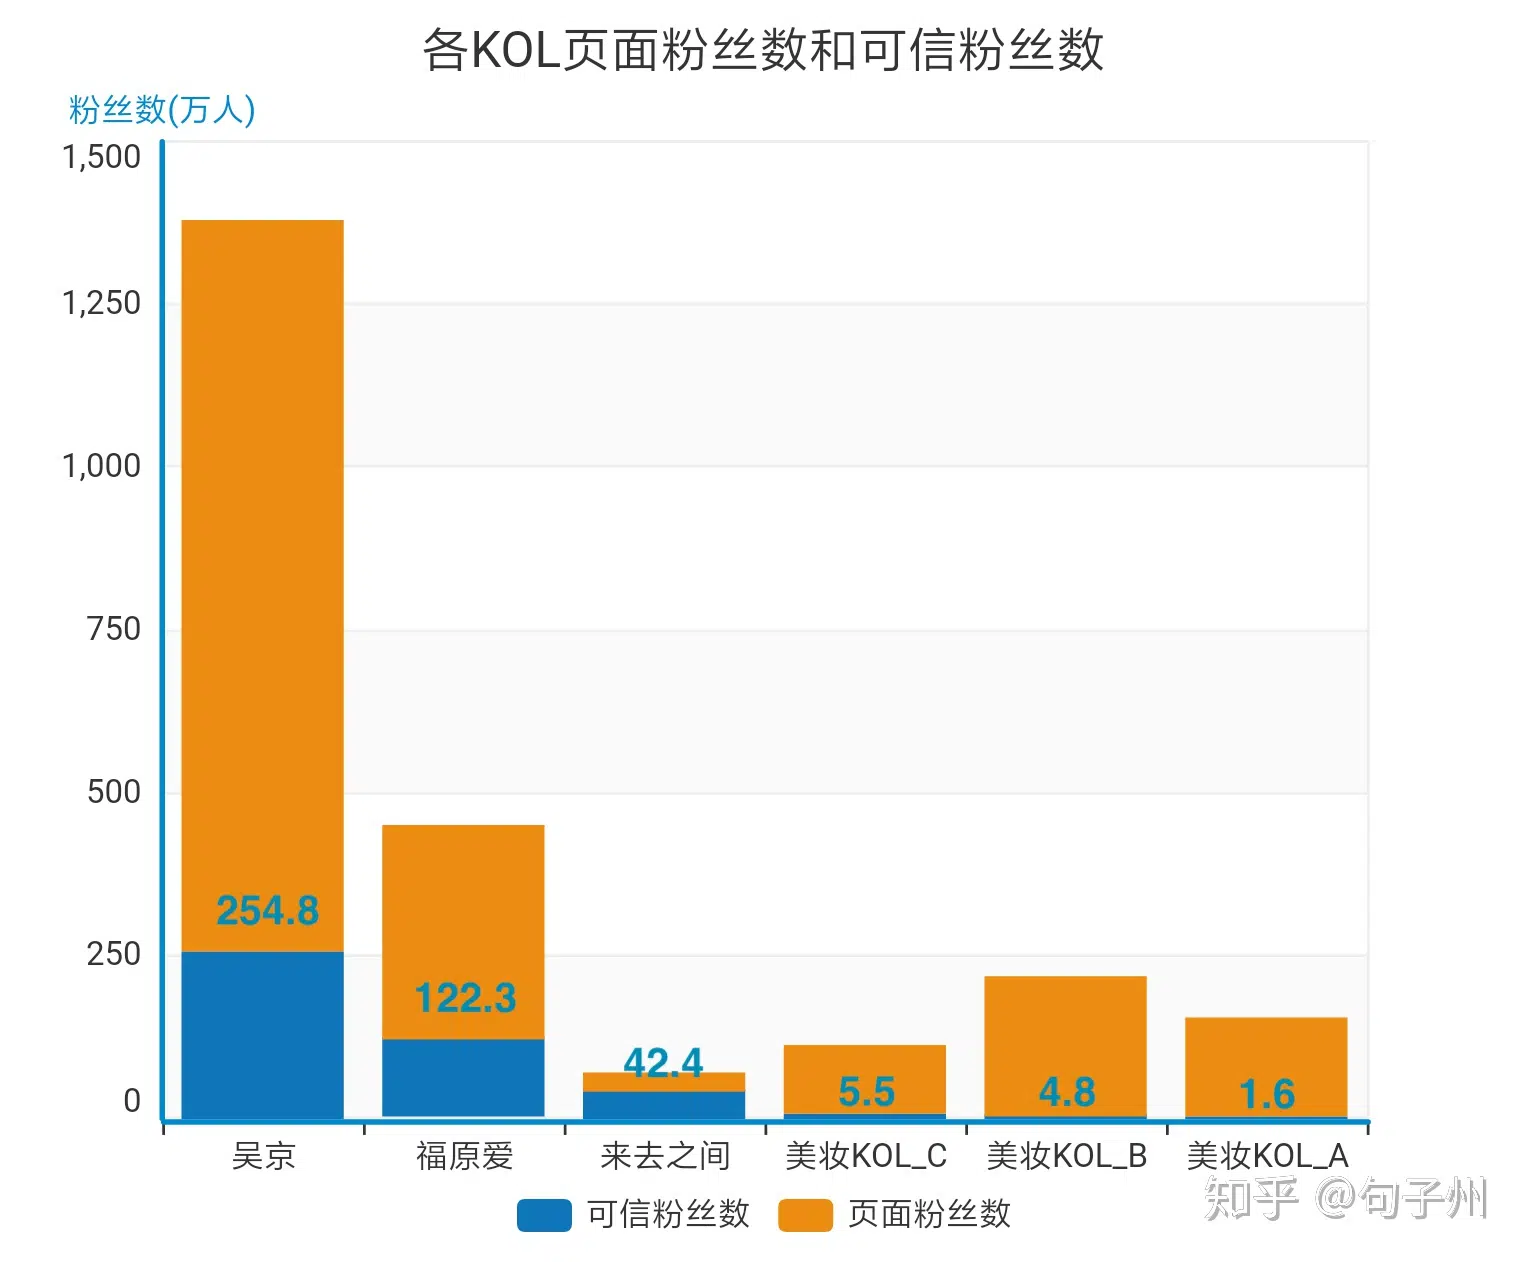 各KOL页面粉丝数和可信粉丝数
粉丝数(万人)
1,500
1,250
1,000
750
500
250
0
254.8
122.3
42.4
5.5
4.8
1.6
吴京
福原爱
来去之间
美妆KOL_C
美妆KOL_B
美妆KOL_A
可信粉丝数
页面粉丝数
知乎 @句子州